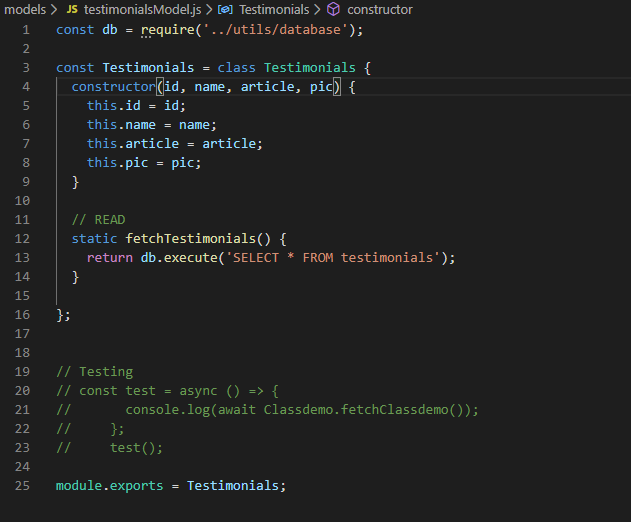 models > JS testimonialsModel.js > Testimonials > constructor
1 const db = require('../utils/database');
2
3 const Testimonials = class Testimonials {
4 constructor(id, name, article, pic) {
5 this.id = id;
6 this.name = name;
7 this.article = article;
8 this.pic = pic;
9 }
10
11 // READ
12 static fetchTestimonials() {
13 return db.execute('SELECT * FROM testimonials');
14 }
15
16 };
17
18
19 // Testing
20 // const test = async () => {
21 // console.log(await Classdemo.fetchClassdemo());
22 // };
23 // test();
24
25 module.exports = Testimonials;